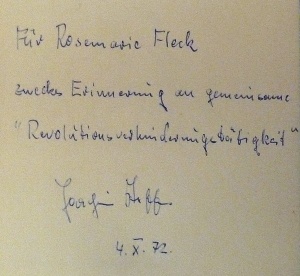 Für Rosemarie Fleck
zwecks Erinnerung an gemeinsame
"Revolutionsverhinderungstätigkeit"
4. X. 72